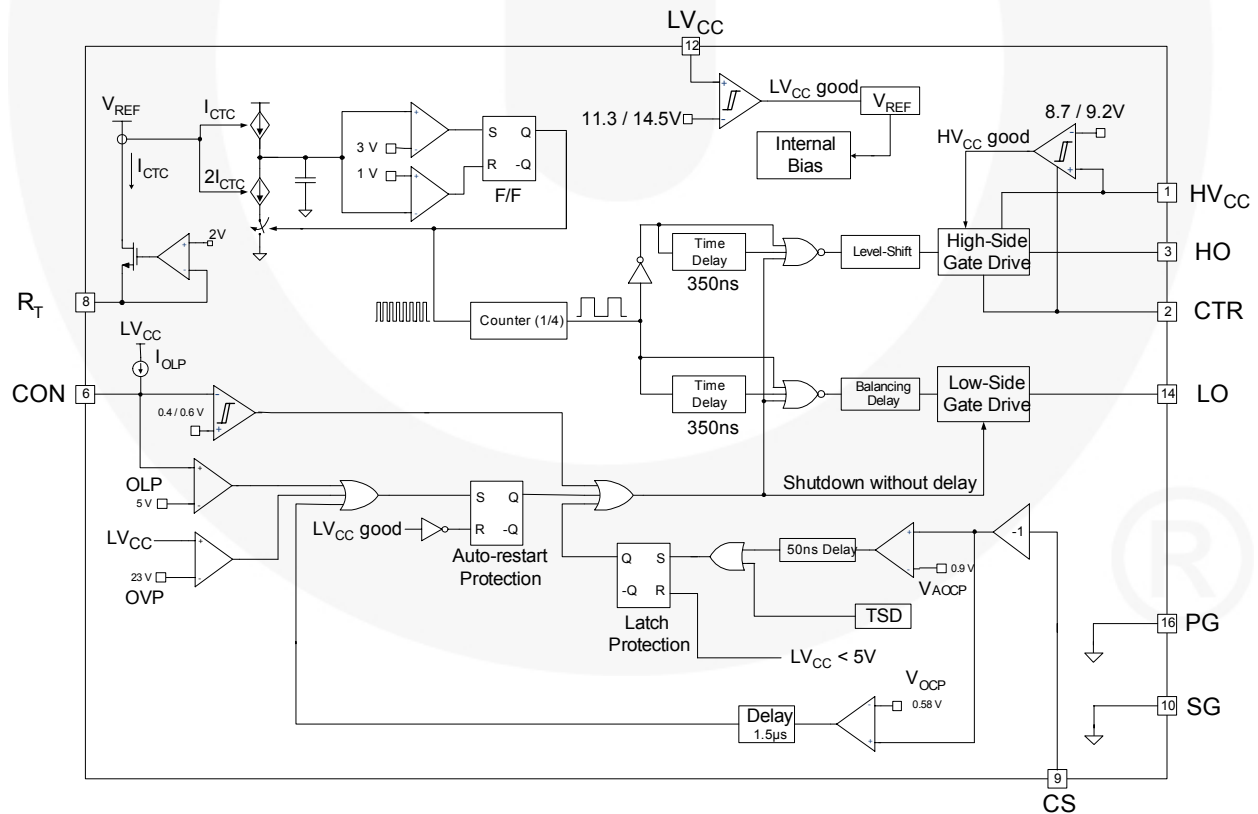 LVCC
12
VREF
ICTC
ICTC
2ICTC
3 V
1 V
S Q
R -Q
F/F
2V
RT
8
11.3 / 14.5V
+
-
LVCC good
VREF
Internal
Bias
8.7 / 9.2V
HVCC good
1
HVCC
Time
Delay
350ns
Level-Shift
High-Side
Gate Drive
3
HO
2
CTR
Counter (1/4)
Time
Delay
350ns
Balancing
Delay
Low-Side
Gate Drive
14
LO
LVCC
IOLP
CON
6
0.4 / 0.6 V
OLP
5 V
LVCC
23 V
OVP
LVCC good
S Q
R -Q
Auto-restart
Protection
Shutdown without delay
Q S
-Q R
Latch
Protection
50ns Delay
0.9 V
VAOCP
-1
TSD
LVCC < 5V
16
PG
10
SG
VOCP
0.58 V
Delay
1.5µs
9
CS
®